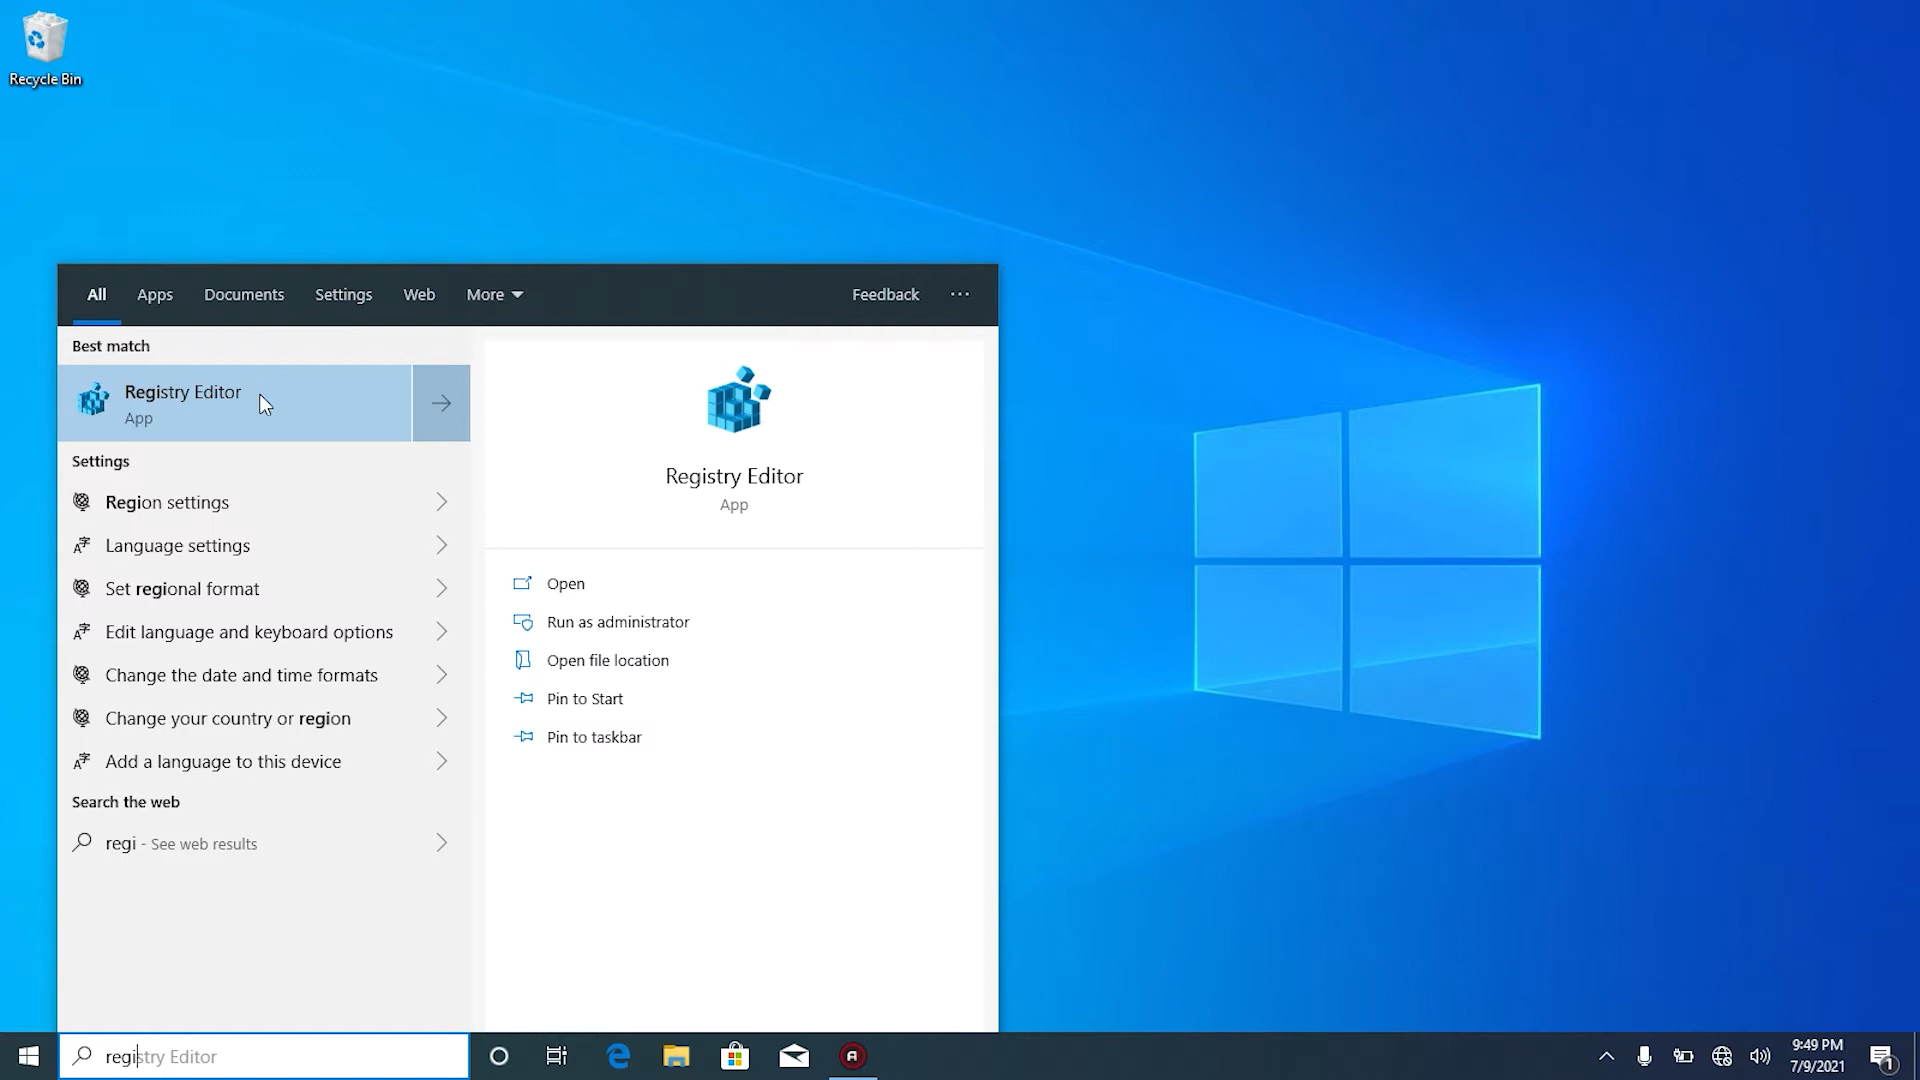 Recycle Bin
All
Apps
Documents
Settings
Web
More
Feedback
Best match
Registry Editor
App
Settings
Region settings
Language settings
Set regional format
Edit language and keyboard options
Change the date and time formats
Change your country or region
Add a language to this device
Search the web
regi - See web results
Registry Editor
App
Open
Run as administrator
Open file location
Pin to Start
Pin to taskbar
registry Editor
9:49 PM
7/9/2021
1